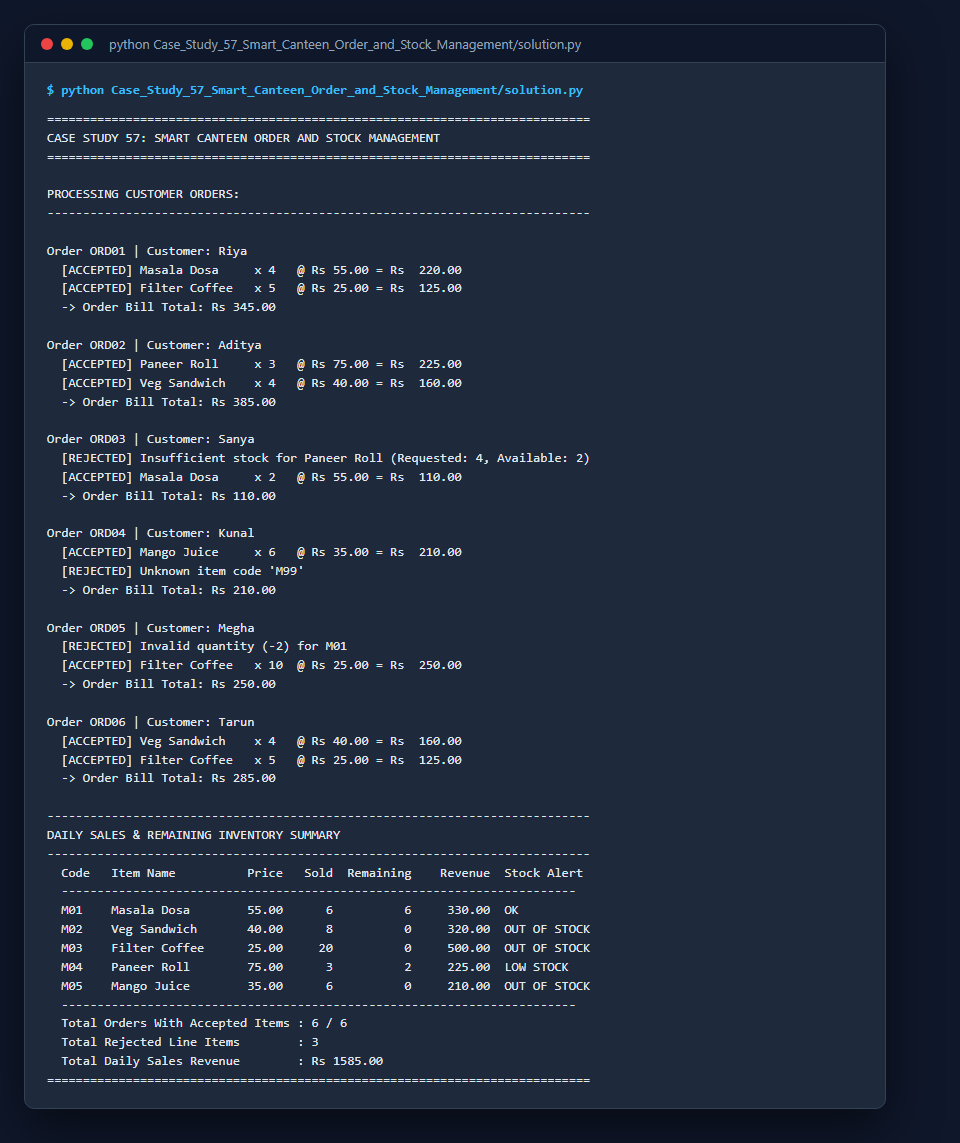 python Case_Study_57_Smart_Canteen_Order_and_Stock_Management/solution.py
$ python Case_Study_57_Smart_Canteen_Order_and_Stock_Management/solution.py
============================================================================
CASE STUDY 57: SMART CANTEEN ORDER AND STOCK MANAGEMENT
============================================================================
PROCESSING CUSTOMER ORDERS:
----------------------------------------------------------------------------
Order ORD01 | Customer: Riya
  [ACCEPTED] Masala Dosa     x 4   @ Rs 55.00 = Rs  220.00
  [ACCEPTED] Filter Coffee   x 5   @ Rs 25.00 = Rs  125.00
  -> Order Bill Total: Rs 345.00
Order ORD02 | Customer: Aditya
  [ACCEPTED] Paneer Roll     x 3   @ Rs 75.00 = Rs  225.00
  [ACCEPTED] Veg Sandwich    x 4   @ Rs 40.00 = Rs  160.00
  -> Order Bill Total: Rs 385.00
Order ORD03 | Customer: Sanya
  [REJECTED] Insufficient stock for Paneer Roll (Requested: 4, Available: 2)
  [ACCEPTED] Masala Dosa     x 2   @ Rs 55.00 = Rs  110.00
  -> Order Bill Total: Rs 110.00
Order ORD04 | Customer: Kunal
  [ACCEPTED] Mango Juice     x 6   @ Rs 35.00 = Rs  210.00
  [REJECTED] Unknown item code 'M99'
  -> Order Bill Total: Rs 210.00
Order ORD05 | Customer: Megha
  [REJECTED] Invalid quantity (-2) for M01
  [ACCEPTED] Filter Coffee   x 10  @ Rs 25.00 = Rs  250.00
  -> Order Bill Total: Rs 250.00
Order ORD06 | Customer: Tarun
  [ACCEPTED] Veg Sandwich    x 4   @ Rs 40.00 = Rs  160.00
  [ACCEPTED] Filter Coffee   x 5   @ Rs 25.00 = Rs  125.00
  -> Order Bill Total: Rs 285.00
----------------------------------------------------------------------------
DAILY SALES & REMAINING INVENTORY SUMMARY
----------------------------------------------------------------------------
  Code   Item Name          Price   Sold  Remaining    Revenue  Stock Alert
  ------------------------------------------------------------------------
  M01    Masala Dosa        55.00      6          6     330.00  OK
  M02    Veg Sandwich       40.00      8          0     320.00  OUT OF STOCK
  M03    Filter Coffee      25.00     20          0     500.00  OUT OF STOCK
  M04    Paneer Roll        75.00      3          2     225.00  LOW STOCK
  M05    Mango Juice        35.00      6          0     210.00  OUT OF STOCK
  ------------------------------------------------------------------------
  Total Orders With Accepted Items : 6 / 6
  Total Rejected Line Items        : 3
  Total Daily Sales Revenue        : Rs 1585.00
============================================================================